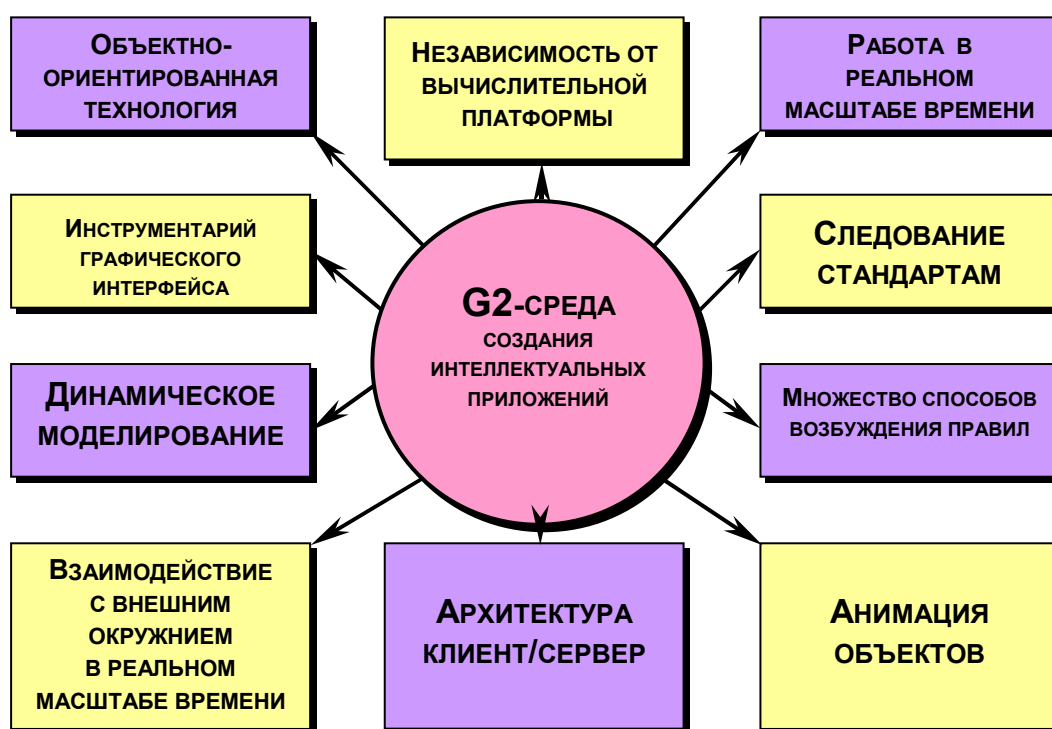 ОБЪЕКТНО-
ОРИЕНТИРОВАННАЯ
ТЕХНОЛОГИЯ
НЕЗАВИСИМОСТЬ ОТ
ВЫЧИСЛИТЕЛЬНОЙ
ПЛАТФОРМЫ
РАБОТА В
РЕАЛЬНОМ
МАСШТАБЕ ВРЕМЕНИ
ИНСТРУМЕНТАРИЙ
ГРАФИЧЕСКОГО
ИНТЕРФЕЙСА
G2-СРЕДА
СОЗДАНИЯ
ИНТЕЛЛЕКТУАЛЬНЫХ
ПРИЛОЖЕНИЙ
СЛЕДОВАНИЕ
СТАНДАРТАМ
ДИНАМИЧЕСКОЕ
МОДЕЛИРОВАНИЕ
МНОЖЕСТВО СПОСОБОВ
ВОЗБУЖДЕНИЯ ПРАВИЛ
ВЗАИМОДЕЙСТВИЕ
С ВНЕШНИМ
ОКРУЖНИЕМ
В РЕАЛЬНОМ
МАСШТАБЕ ВРЕМЕНИ
АРХИТЕКТУРА
КЛИЕНТ/СЕРВЕР
АНИМАЦИЯ
ОБЪЕКТОВ